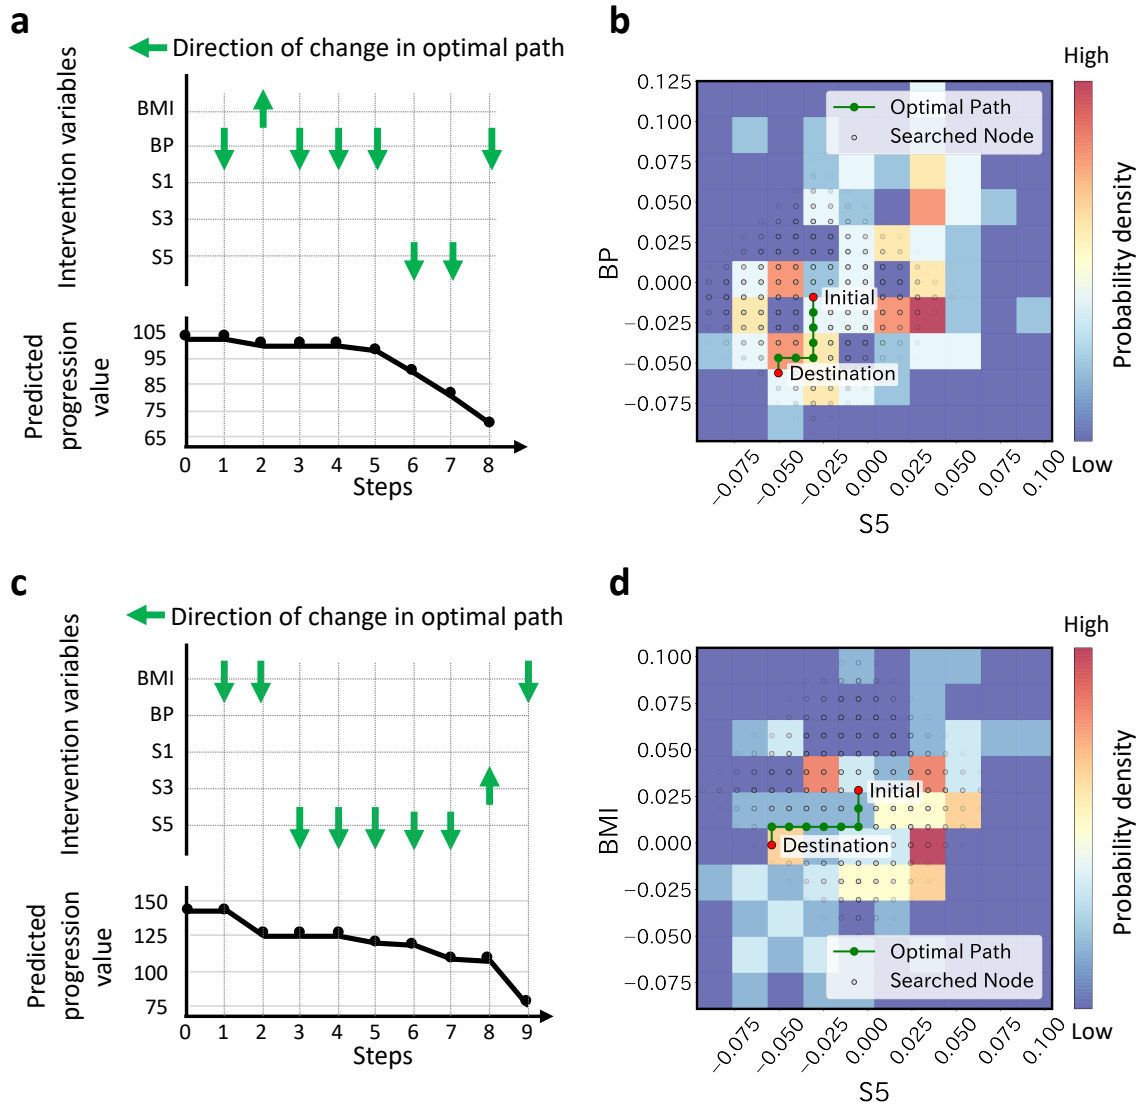 a
Direction of change in optimal path
Intervention variables
BMI
BP
S1
S3
S5
Predicted
progression
value
105
95
85
75
65
0 1 2 3 4 5 6 7 8
Steps
b
High
Optimal Path
Searched Node
Initial
Destination
BP
0.125
0.100
0.075
0.050
0.025
0.000
−0.025
−0.050
−0.075
−0.075 −0.050 −0.025 0.000 0.025 0.050 0.075 0.100
S5
Probability density
Low
c
Direction of change in optimal path
Intervention variables
BMI
BP
S1
S3
S5
Predicted
progression
value
150
125
100
75
0 1 2 3 4 5 6 7 8 9
Steps
d
High
BMI
0.100
0.075
0.050
0.025
0.000
−0.025
−0.050
−0.075
Initial
Destination
Optimal Path
Searched Node
−0.075 −0.050 −0.025 0.000 0.025 0.050 0.075 0.100
S5
Probability density
Low